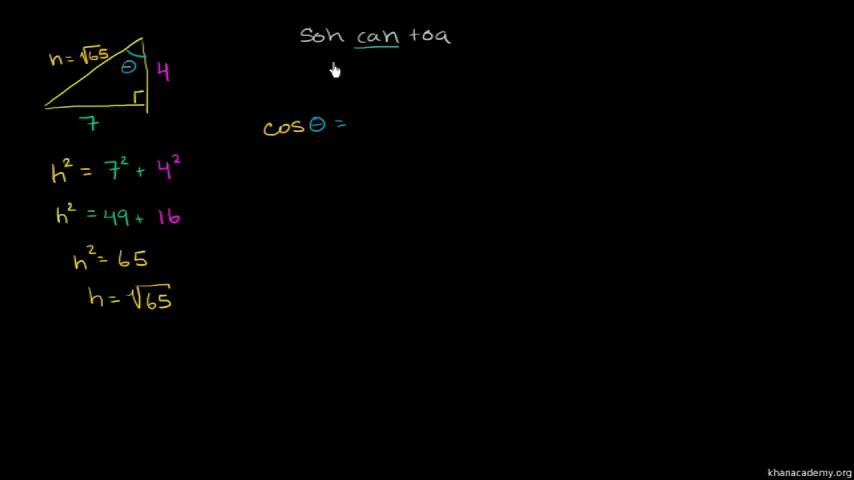 Soh cah toa
h = √65
θ
4
7
cos θ =
h² = 7² + 4²
h² = 49 + 16
h² = 65
h = √65
khanacademy.org